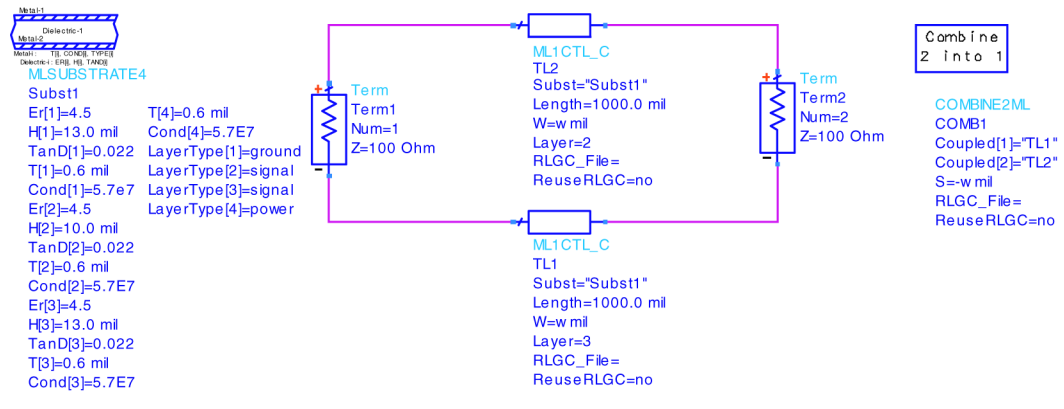 Metal-1
Dielectric-1
Metal-2
Metal-i : T[i], COND[i], TYPE[i]
Dielectric-i : ER[i], H[i], TAND[i]
MLSUBSTRATE4
Subst1
Er[1]=4.5
H[1]=13.0 mil
TanD[1]=0.022
T[1]=0.6 mil
Cond[1]=5.7e7
Er[2]=4.5
H[2]=10.0 mil
TanD[2]=0.022
T[2]=0.6 mil
Cond[2]=5.7E7
Er[3]=4.5
H[3]=13.0 mil
TanD[3]=0.022
T[3]=0.6 mil
Cond[3]=5.7E7
T[4]=0.6 mil
Cond[4]=5.7E7
LayerType[1]=ground
LayerType[2]=signal
LayerType[3]=signal
LayerType[4]=power
+
-
Term
Term1
Num=1
Z=100 Ohm
ML1CTL_C
TL2
Subst="Subst1"
Length=1000.0 mil
W=w mil
Layer=2
RLGC_File=
ReuseRLGC=no
ML1CTL_C
TL1
Subst="Subst1"
Length=1000.0 mil
W=w mil
Layer=3
RLGC_File=
ReuseRLGC=no
+
-
Term
Term2
Num=2
Z=100 Ohm
Combine
2 into 1
COMBINE2ML
COMB1
Coupled[1]="TL1"
Coupled[2]="TL2"
S=-w mil
RLGC_File=
ReuseRLGC=no